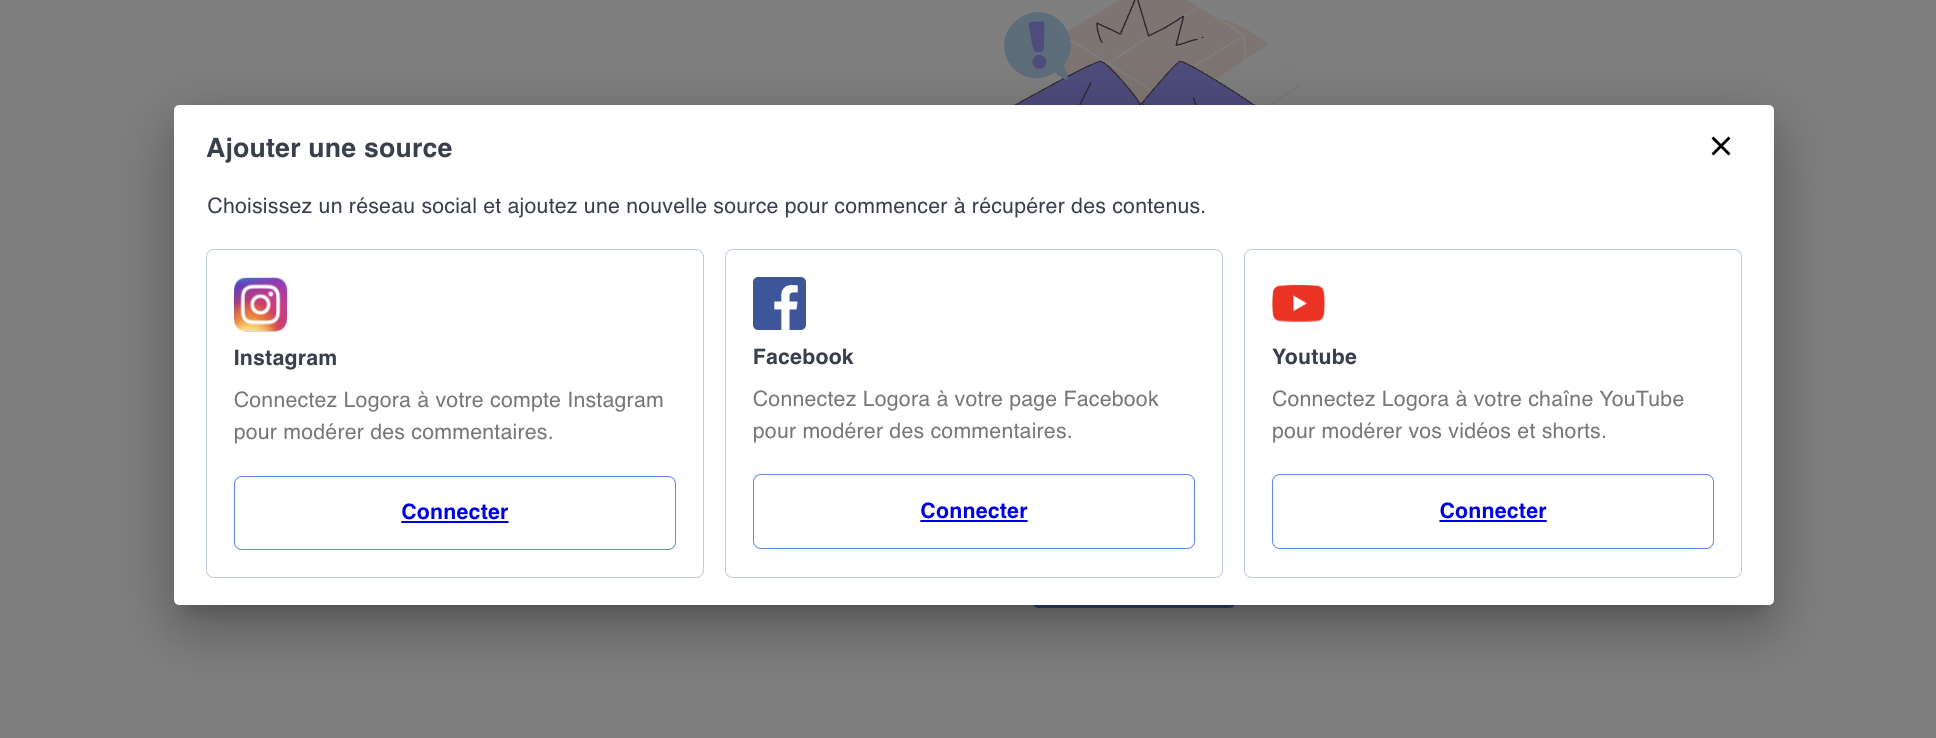 Ajouter une source
Choisissez un réseau social et ajoutez une nouvelle source pour commencer à récupérer des contenus.
Instagram
Connectez Logora à votre compte Instagram
pour modérer des commentaires.
Connecter
Facebook
Connectez Logora à votre page Facebook
pour modérer des commentaires.
Connecter
Youtube
Connectez Logora à votre chaîne YouTube
pour modérer vos vidéos et shorts.
Connecter